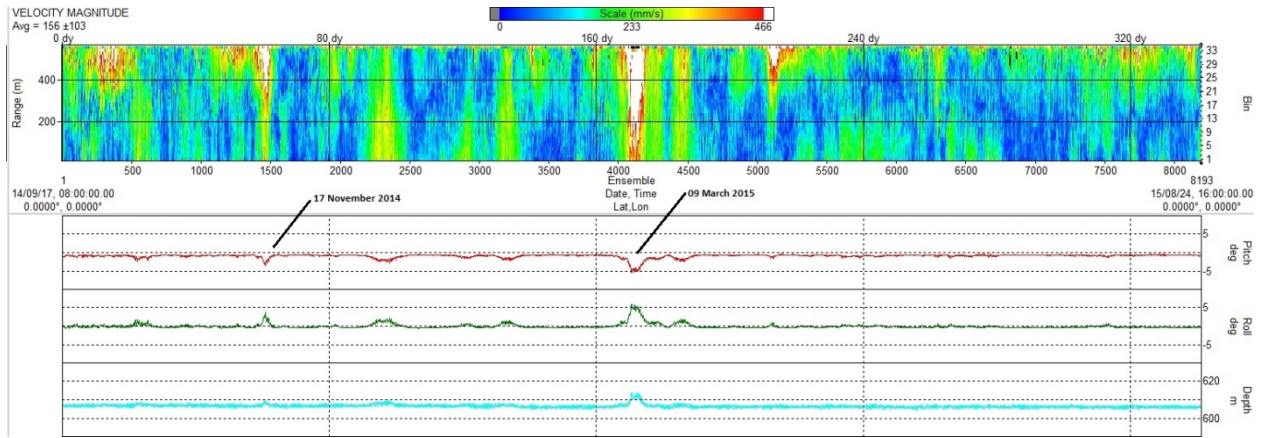 VELOCITY MAGNITUDE
Avg = 156 ±103
Scale (mm/s)
0 233 466
0 dy 80 dy 160 dy 240 dy 320 dy
Range (m)
400
200
33
29
25
21
17
13
9
5
1
Bin
500 1000 1500 2000 2500 3000 3500 4000 4500 5000 5500 6000 6500 7000 7500 8000
1 Ensemble 8193
14/09/17, 08:00:00.00 Date, Time 15/08/24, 16:00:00.00
0.0000°, 0.0000° Lat,Lon 0.0000°, 0.0000°
17 November 2014
09 March 2015
5
-5
Pitch
deg
5
-5
Roll
deg
620
600
Depth
m